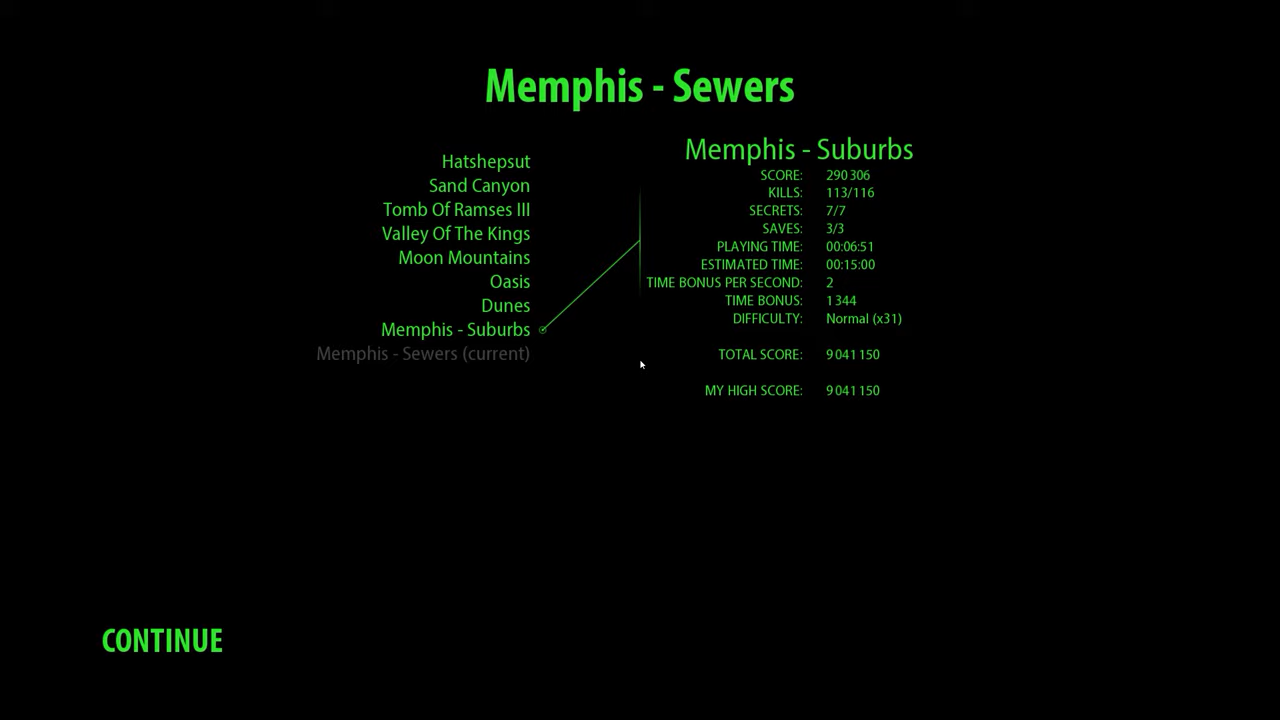 Memphis - Sewers
Hatshepsut
Sand Canyon
Tomb Of Ramses III
Valley Of The Kings
Moon Mountains
Oasis
Dunes
Memphis - Suburbs
Memphis - Sewers (current)
Memphis - Suburbs
SCORE: 290 306
KILLS: 113/116
SECRETS: 7/7
SAVES: 3/3
PLAYING TIME: 00:06:51
ESTIMATED TIME: 00:15:00
TIME BONUS PER SECOND: 2
TIME BONUS: 1 344
DIFFICULTY: Normal (x31)
TOTAL SCORE: 9 041 150
MY HIGH SCORE: 9 041 150
CONTINUE